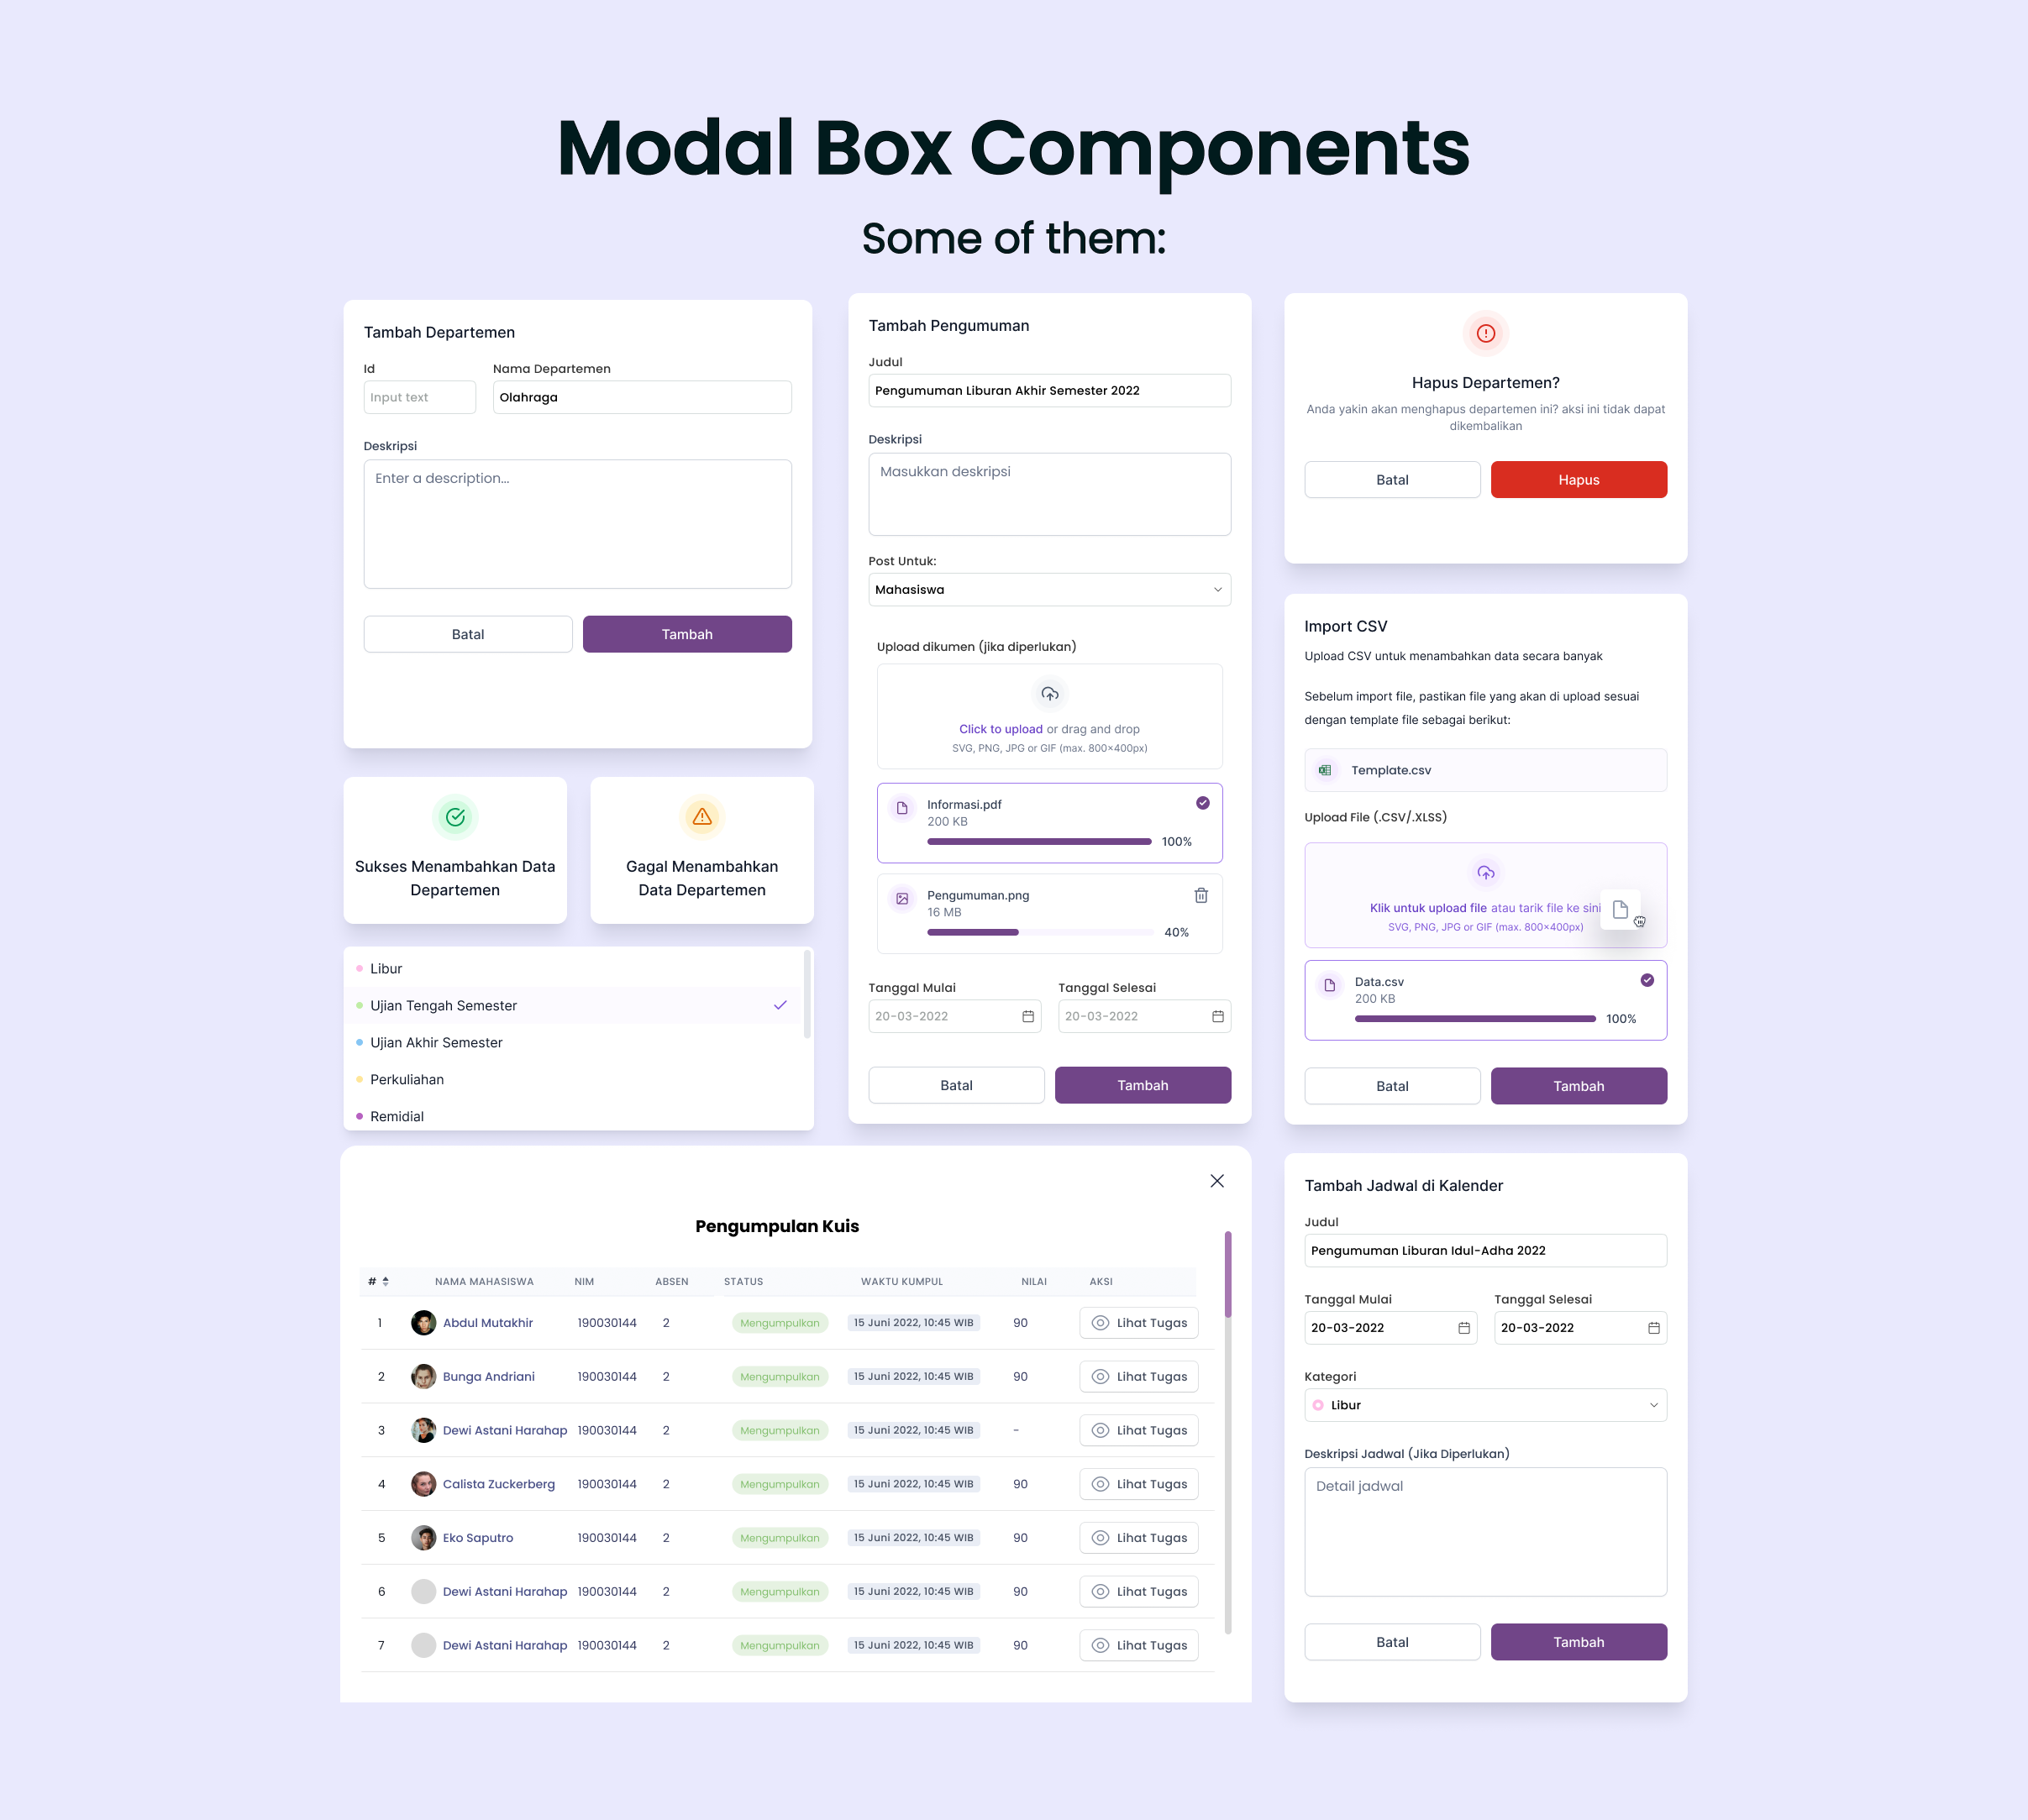 Modal Box Components
Some of them:
Tambah Departemen
Id
Nama Departemen
Input text
Olahraga
Deskripsi
Enter a description...
Batal
Tambah
Sukses Menambahkan Data
Departemen
Gagal Menambahkan
Data Departemen
Libur
Ujian Tengah Semester
Ujian Akhir Semester
Perkuliahan
Remidial
Tambah Pengumuman
Judul
Pengumuman Liburan Akhir Semester 2022
Deskripsi
Masukkan deskripsi
Post Untuk:
Mahasiswa
Upload dikumen (jika diperlukan)
Click to upload or drag and drop
SVG, PNG, JPG or GIF (max. 800x400px)
Informasi.pdf
200 KB
100%
Pengumuman.png
16 MB
40%
Tanggal Mulai
Tanggal Selesai
20-03-2022
20-03-2022
Batal
Tambah
Hapus Departemen?
Anda yakin akan menghapus departemen ini? aksi ini tidak dapat
dikembalikan
Batal
Hapus
Import CSV
Upload CSV untuk menambahkan data secara banyak
Sebelum import file, pastikan file yang akan di upload sesuai
dengan template file sebagai berikut:
Template.csv
Upload File (.CSV/.XLSS)
Klik untuk upload file atau tarik file ke sini
SVG, PNG, JPG or GIF (max. 800x400px)
Data.csv
200 KB
100%
Batal
Tambah
Pengumpulan Kuis
# NAMA MAHASISWA NIM ABSEN STATUS WAKTU KUMPUL NILAI AKSI
1 Abdul Mutakhir 190030144 2 Mengumpulkan 15 Juni 2022, 10:45 WIB 90 Lihat Tugas
2 Bunga Andriani 190030144 2 Mengumpulkan 15 Juni 2022, 10:45 WIB 90 Lihat Tugas
3 Dewi Astani Harahap 190030144 2 Mengumpulkan 15 Juni 2022, 10:45 WIB - Lihat Tugas
4 Calista Zuckerberg 190030144 2 Mengumpulkan 15 Juni 2022, 10:45 WIB 90 Lihat Tugas
5 Eko Saputro 190030144 2 Mengumpulkan 15 Juni 2022, 10:45 WIB 90 Lihat Tugas
6 Dewi Astani Harahap 190030144 2 Mengumpulkan 15 Juni 2022, 10:45 WIB 90 Lihat Tugas
7 Dewi Astani Harahap 190030144 2 Mengumpulkan 15 Juni 2022, 10:45 WIB 90 Lihat Tugas
Tambah Jadwal di Kalender
Judul
Pengumuman Liburan Idul-Adha 2022
Tanggal Mulai
Tanggal Selesai
20-03-2022
20-03-2022
Kategori
Libur
Deskripsi Jadwal (Jika Diperlukan)
Detail jadwal
Batal
Tambah